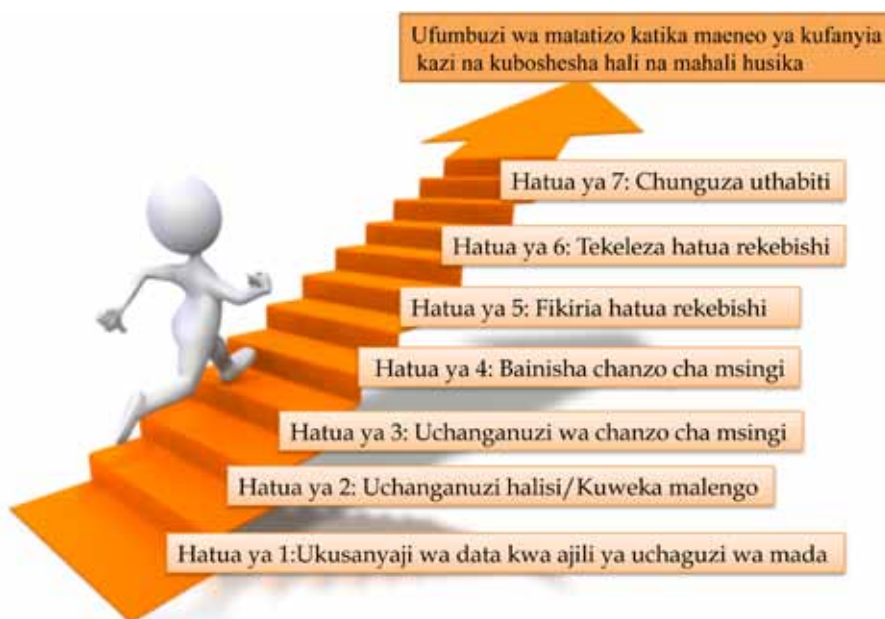 Ufumbuzi wa matatizo katika maeneo ya kufanyia
kazi na kuboshesha hali na mahali husika
Hatua ya 7: Chunguza uthabiti
Hatua ya 6: Tekeleza hatua rekebishi
Hatua ya 5: Fikiria hatua rekebishi
Hatua ya 4: Bainisha chanzo cha msingi
Hatua ya 3: Uchanganuzi wa chanzo cha msingi
Hatua ya 2: Uchanganuzi halisi/Kuweka malengo
Hatua ya 1:Ukusanyaji wa data kwa ajili ya uchaguzi wa mada